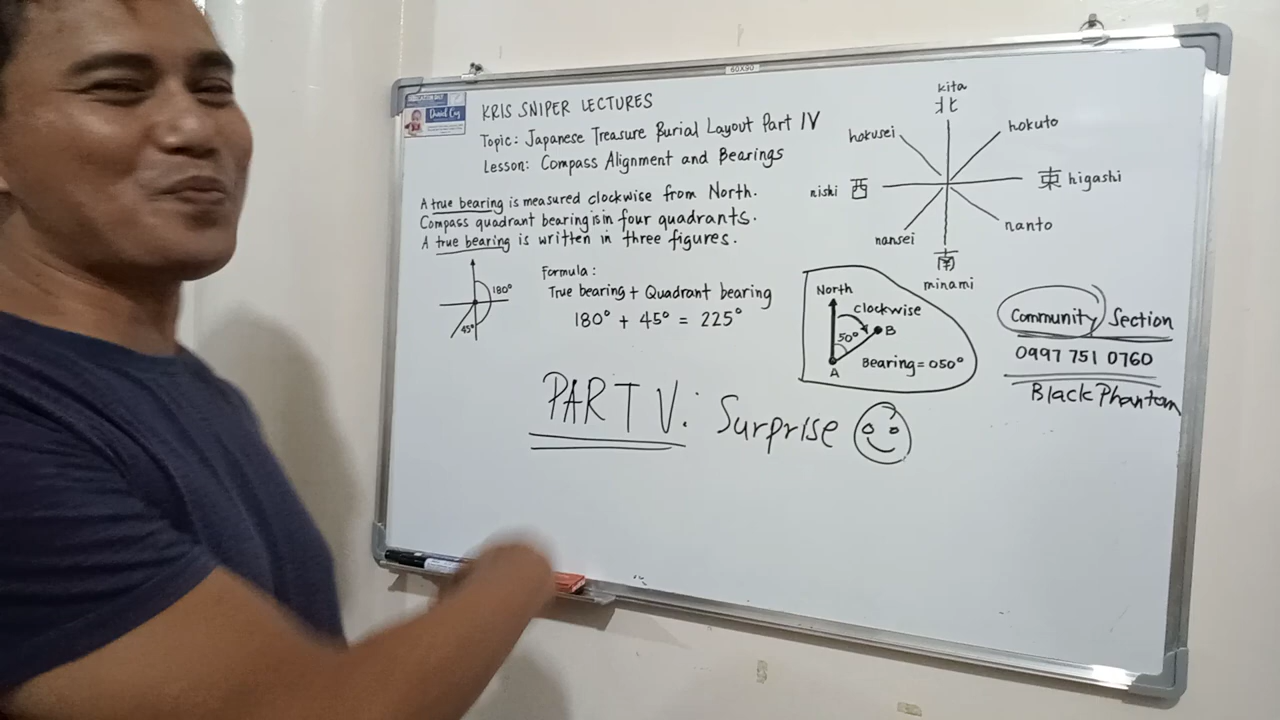 60X90
Daniel Cay
KRIS SNIPER LECTURES
Topic: Japanese Treasure Burial Layout Part IV
Lesson: Compass Alignment and Bearings
A true bearing is measured clockwise from North.
Compass quadrant bearing is in four quadrants.
A true bearing is written in three figures.
180°
45°
Formula:
True bearing + Quadrant bearing
180° + 45° = 225°
kita
北
hokusei
hokuto
nishi 西
東 higashi
nansei
nanto
南
minami
North
clockwise
50°
B
A
Bearing = 050°
Community Section
0997 751 0760
Black Phantom
PART V: Surprise